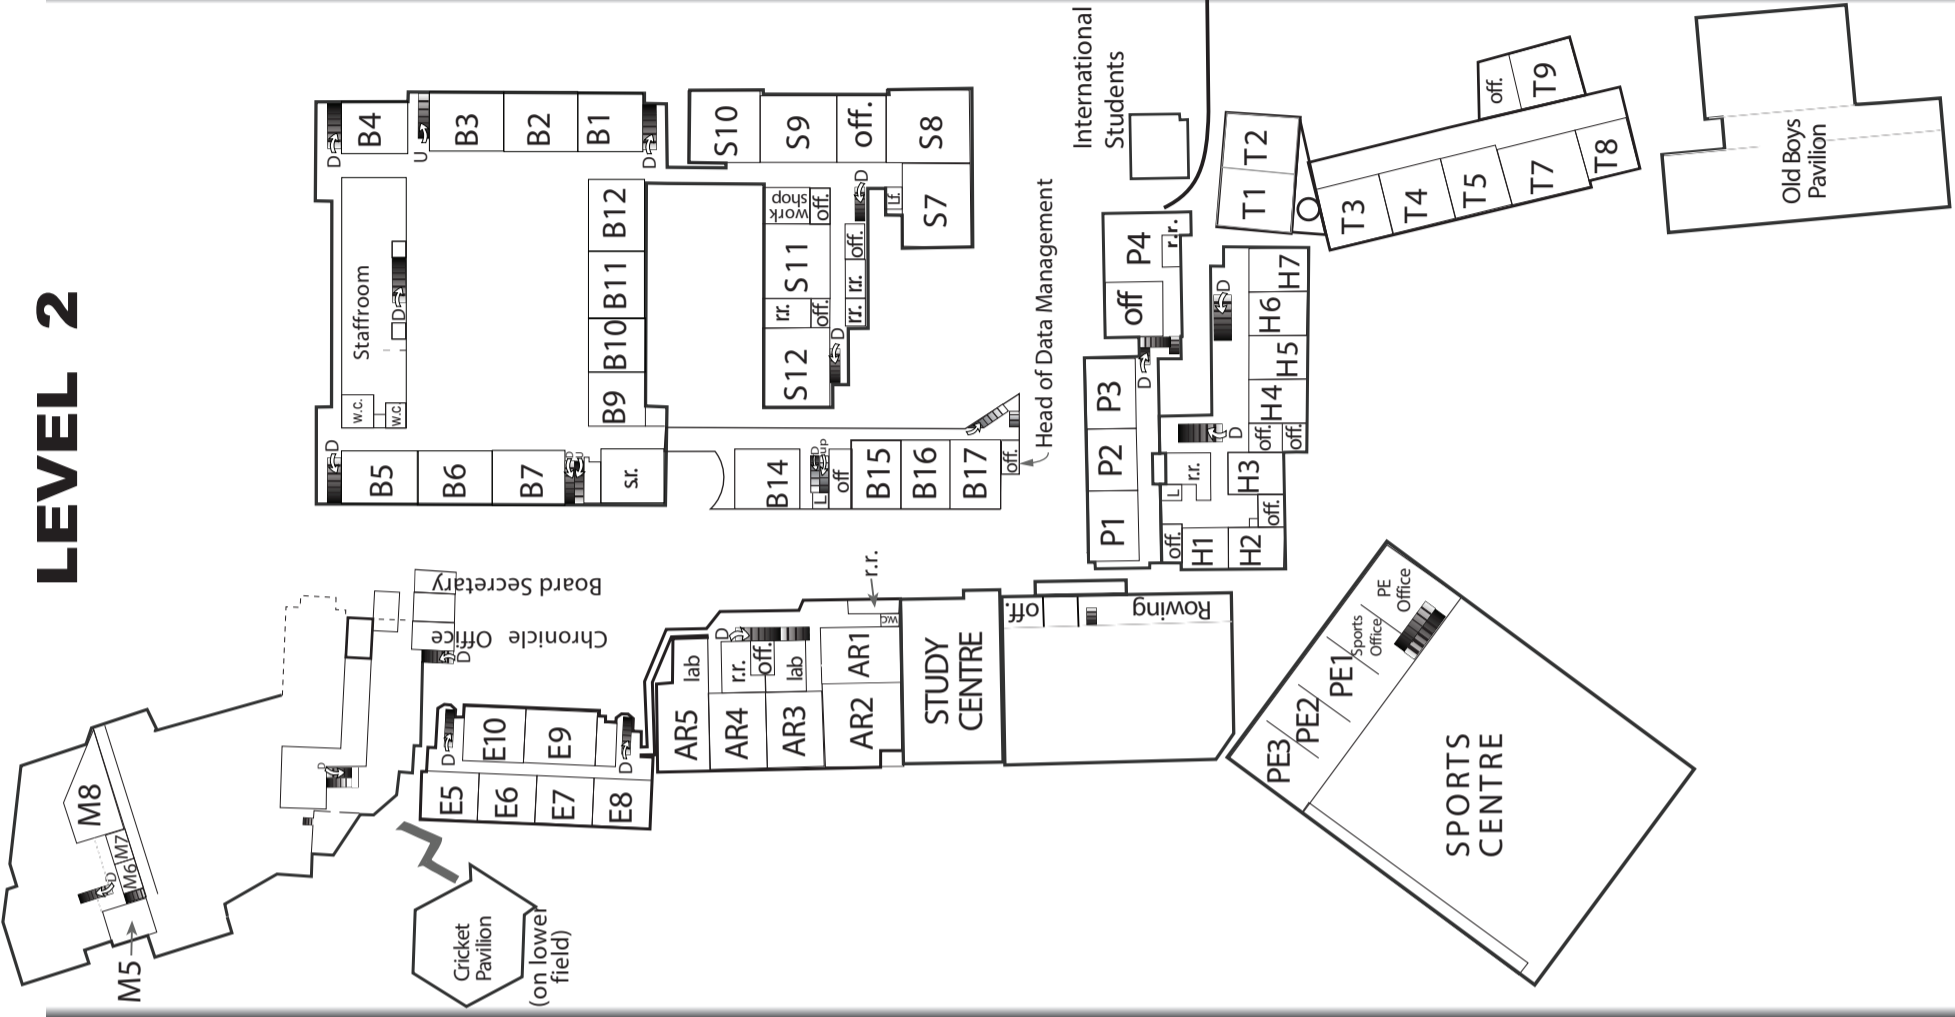 LEVEL 2
B4
D
U
B3
B2
B1
D
S10
S9
off.
S8
S7
Lf.
D
work
shop
off.
S11
off.
r.r.
r.r.
r.r.
off.
S12
D
Staffroom
D
w.c.
w.c.
B12
B11
B10
B9
D
B5
B6
B7
D
U
s.r.
B14
D
up
L
off
B15
B16
B17
off.
Head of Data Management
International
Students
T2
T1
off.
T9
T3
T4
T5
T7
T8
Old Boys
Pavilion
P4
r.r.
off
D
P3
P2
P1
D
H7
H6
H5
H4
D
off.
off.
r.r.
L
H3
off.
off.
H1
H2
Board Secretary
Chronicle Office
D
D
M8
M7
M6
D
M5
E10
E9
D
D
E5
E6
E7
E8
Cricket
Pavilion
(on lower
field)
r.r.
w.c.
D
lab
r.r.
off.
lab
AR1
AR5
AR4
AR3
AR2
STUDY
CENTRE
off.
Rowing
PE
Office
Sports
Office
PE1
PE2
PE3
SPORTS
CENTRE